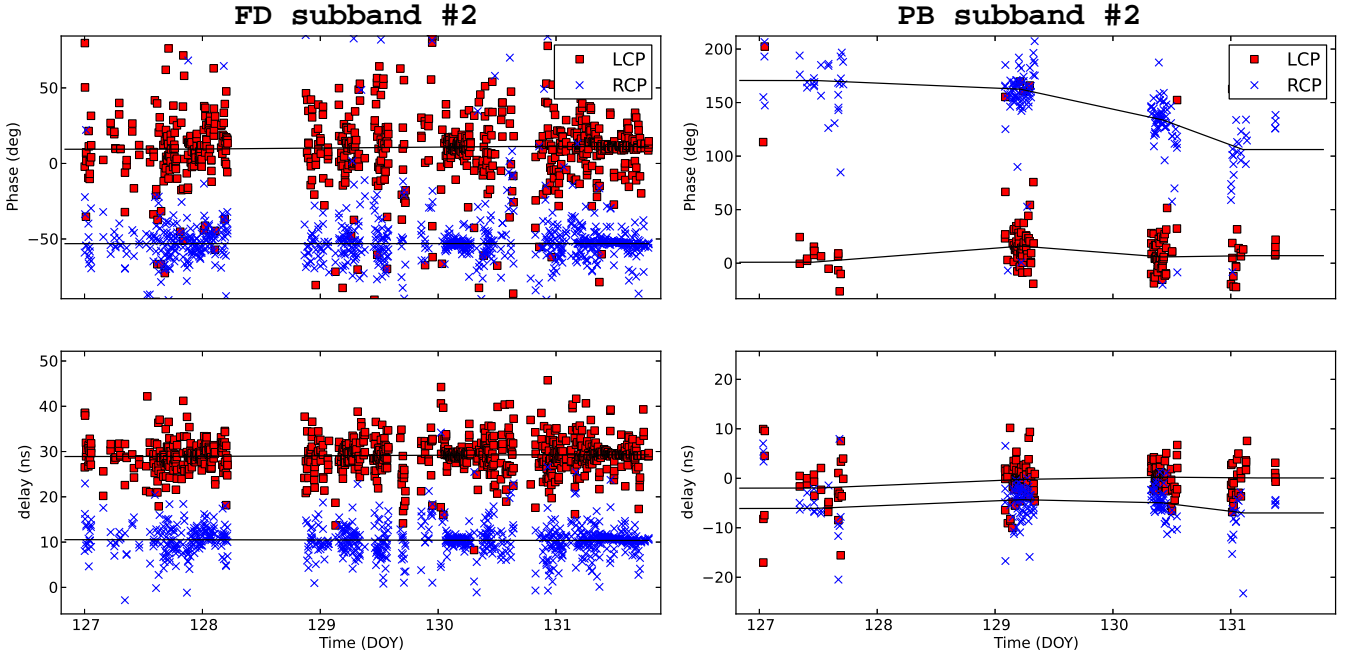 FD subband #2
PB subband #2
LCP
RCP
50
0
−50
Phase (deg)
LCP
RCP
200
150
100
50
0
Phase (deg)
50
40
30
20
10
0
delay (ns)
127
128
129
130
131
Time (DOY)
20
10
0
−10
−20
delay (ns)
127
128
129
130
131
Time (DOY)